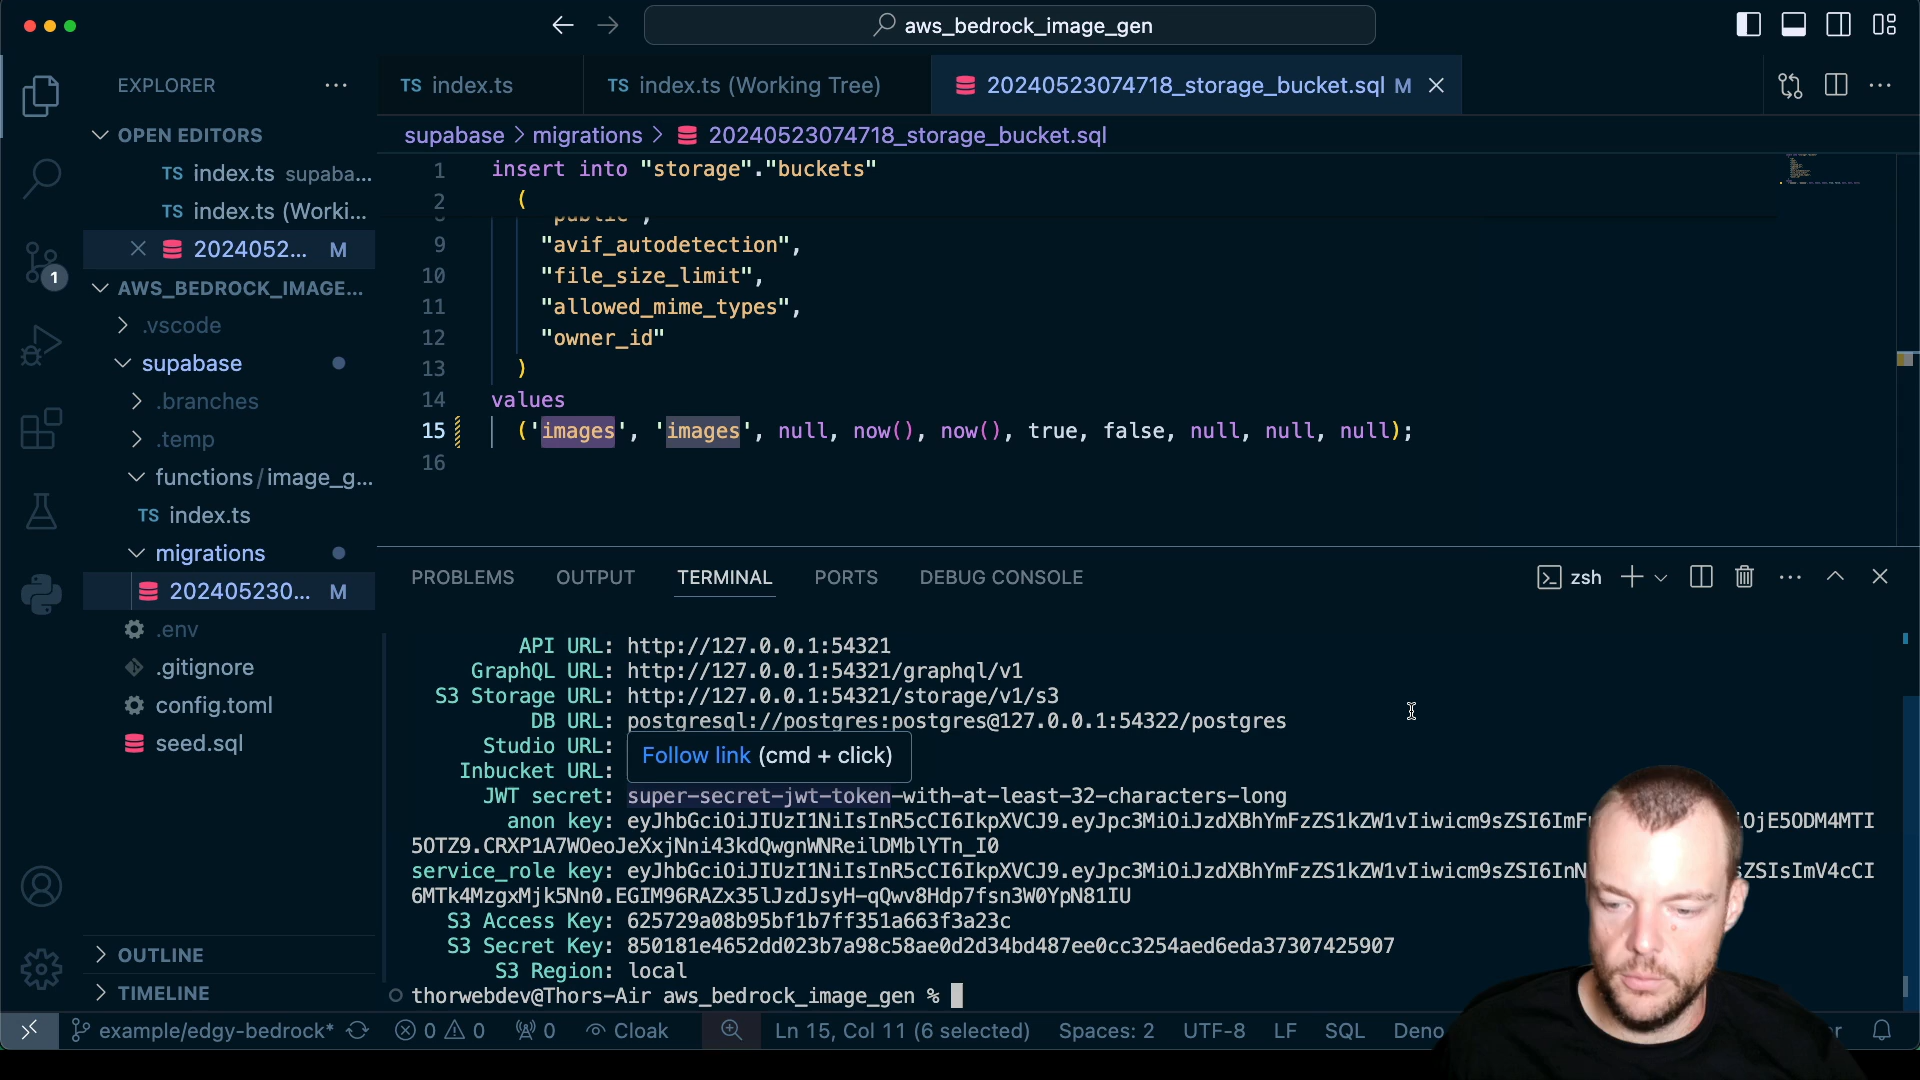 aws_bedrock_image_gen
EXPLORER
TS index.ts
TS index.ts (Working Tree)
20240523074718_storage_bucket.sql M
OPEN EDITORS
supabase > migrations > 20240523074718_storage_bucket.sql
TS index.ts supaba...
TS index.ts (Worki...
2024052... M
AWS_BEDROCK_IMAGE...
.vscode
supabase
.branches
.temp
functions/image_g...
TS index.ts
migrations
202405230... M
.env
.gitignore
config.toml
seed.sql
OUTLINE
TIMELINE
1
1 insert into "storage"."buckets"
2 (
9 "avif_autodetection",
10 "file_size_limit",
11 "allowed_mime_types",
12 "owner_id"
13 )
14 values
15 ('images', 'images', null, now(), now(), true, false, null, null, null);
16
PROBLEMS OUTPUT TERMINAL PORTS DEBUG CONSOLE
zsh
API URL: http://127.0.0.1:54321
GraphQL URL: http://127.0.0.1:54321/graphql/v1
S3 Storage URL: http://127.0.0.1:54321/storage/v1/s3
DB URL: postgresql://postgres:postgres@127.0.0.1:54322/postgres
Studio URL:
Follow link (cmd + click)
Inbucket URL:
JWT secret: super-secret-jwt-token-with-at-least-32-characters-long
anon key: eyJhbGciOiJIUzI1NiIsInR5cCI6IkpXVCJ9.eyJpc3MiOiJzdXBhYmFzZS1kZW1vIiwicm9sZSI6ImF OjE5ODM4MTI
5OTZ9.CRXP1A7WOeoJeXxjNni43kdQwgnWNReilDMblYTn_I0
service_role key: eyJhbGciOiJIUzI1NiIsInR5cCI6IkpXVCJ9.eyJpc3MiOiJzdXBhYmFzZS1kZW1vIiwicm9sZSI6InN ZSIsImV4cCI
6MTk4MzgxMjk5Nn0.EGIM96RAZx35lJzdJsyH-qQwv8Hdp7fsn3W0YpN81IU
S3 Access Key: 625729a08b95bf1b7ff351a663f3a23c
S3 Secret Key: 850181e4652dd023b7a98c58ae0d2d34bd487ee0cc3254aed6eda37307425907
S3 Region: local
thorwebdev@Thors-Air aws_bedrock_image_gen %
example/edgy-bedrock* 0 0 0 Cloak Ln 15, Col 11 (6 selected) Spaces: 2 UTF-8 LF SQL Deno